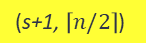 (s+1, ⌈n/2⌉)